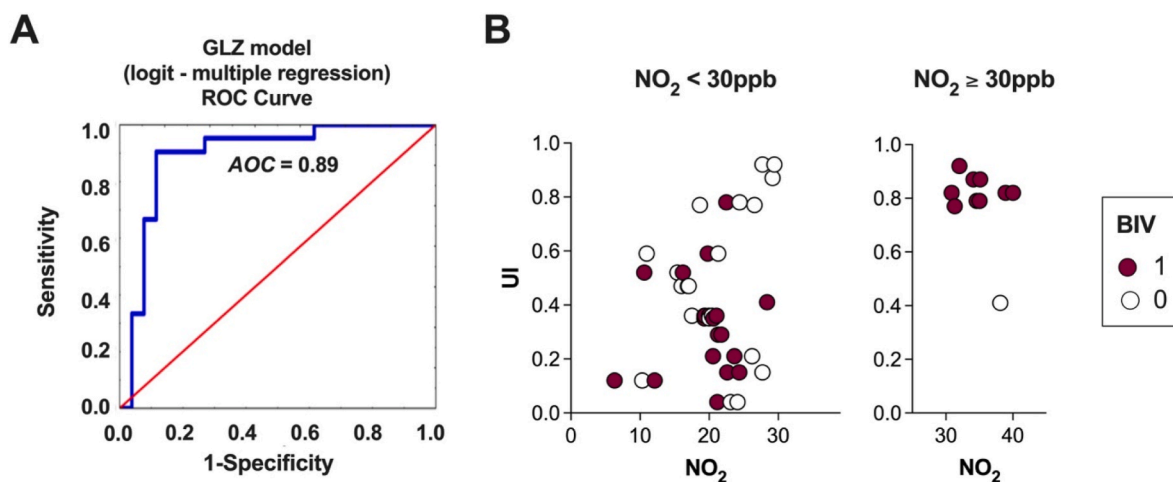 A
GLZ model
(logit - multiple regression)
ROC Curve
1.0
0.8
0.6
0.4
0.2
0.0
Sensitivity
AOC = 0.89
0.0 0.2 0.4 0.6 0.8 1.0
1-Specificity
B
NO₂ < 30ppb
1.0
0.8
0.6
0.4
0.2
0.0
UI
0 10 20 30
NO₂
NO₂ ≥ 30ppb
1.0
0.8
0.6
0.4
0.2
0.0
30 40
NO₂
BIV
1
0